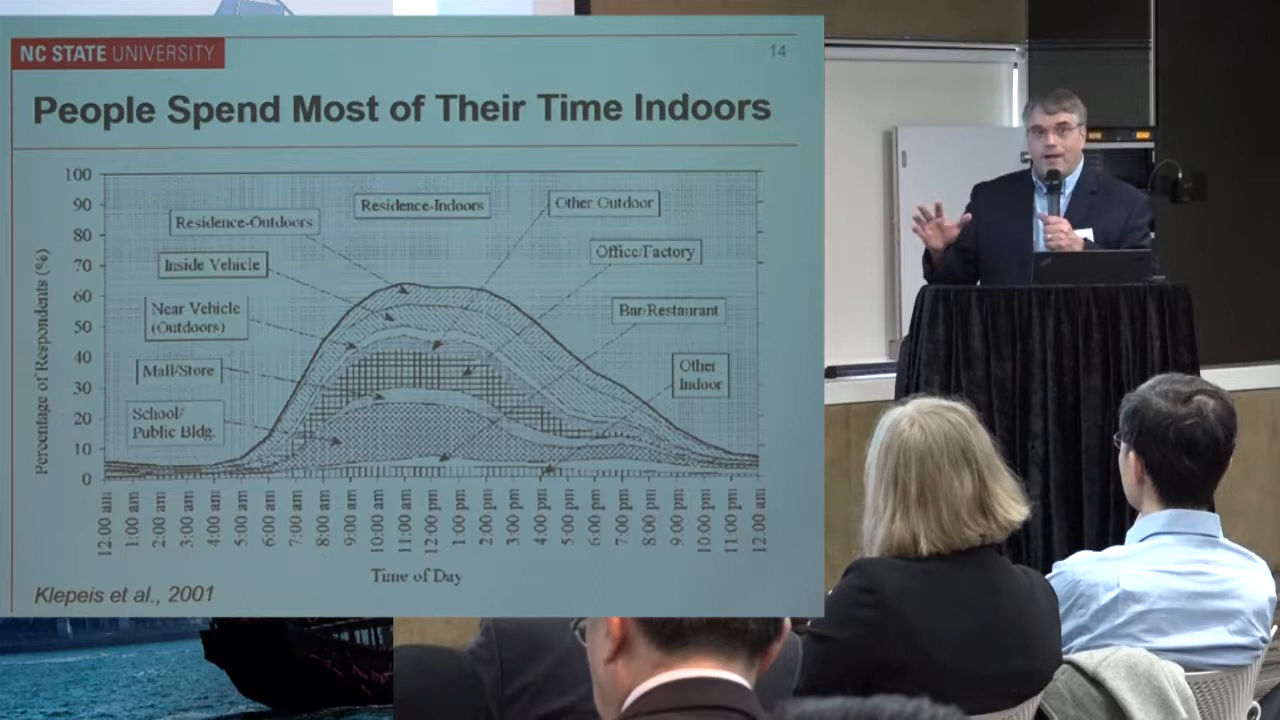 NC STATE UNIVERSITY
14
People Spend Most of Their Time Indoors
100
90
80
70
60
50
40
30
20
10
0
Percentage of Respondents (%)
Residence-Outdoors
Residence-Indoors
Other Outdoor
Inside Vehicle
Office/Factory
Near Vehicle
(Outdoors)
Bar/Restaurant
Mall/Store
Other
Indoor
School/
Public Bldg.
12:00 am
1:00 am
2:00 am
3:00 am
4:00 am
5:00 am
6:00 am
7:00 am
8:00 am
9:00 am
10:00 am
11:00 am
12:00 pm
1:00 pm
2:00 pm
3:00 pm
4:00 pm
5:00 pm
6:00 pm
7:00 pm
8:00 pm
9:00 pm
10:00 pm
11:00 pm
12:00 am
Time of Day
Klepeis et al., 2001